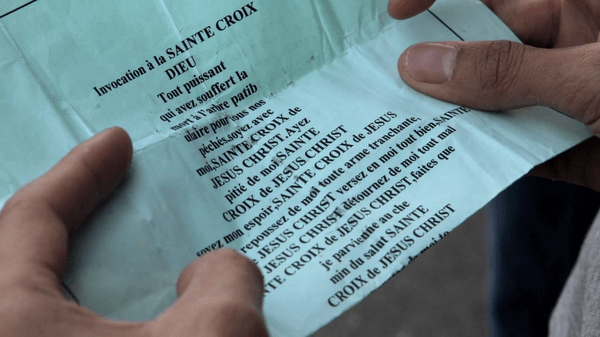 Invocation à la SAINTE CROIX
DIEU
Tout puissant
qui avez souffert la
mort à l'arbre patib
ulaire pour tous nos
péchés,soyez avec
moi,SAINTE CROIX de
JESUS CHRIST.Ayez
pitié de moi.SAINTE
CROIX de JESUS CHRIST
soyez mon espoir.SAINTE CROIX de JESUS
repoussez de moi toute arme tranchante.
JESUS CHRIST versez en moi tout bien.SAINTE
JESUS CHRIST détournez de moi tout mal
CROIX de JESUS CHRIST,faites que
je parvienne au che
min du saint SAINTE
CROIX de JESUS CHRIST